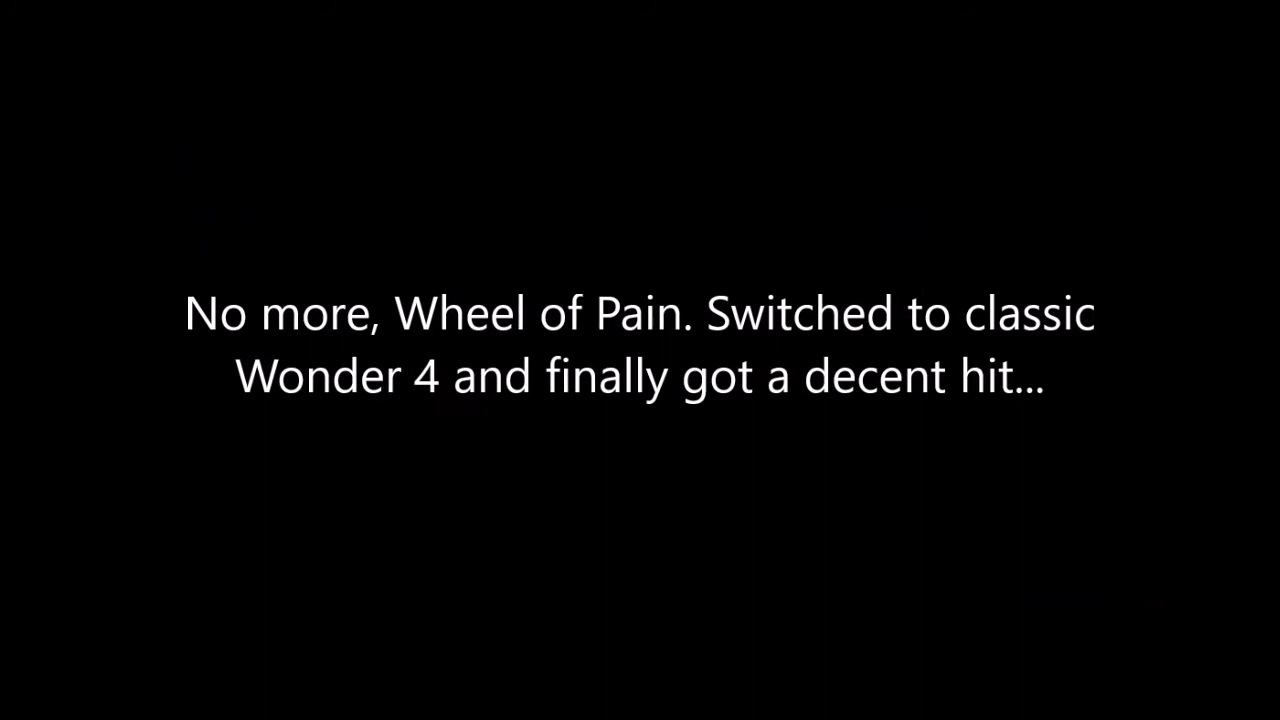 No more, Wheel of Pain. Switched to classic
Wonder 4 and finally got a decent hit...